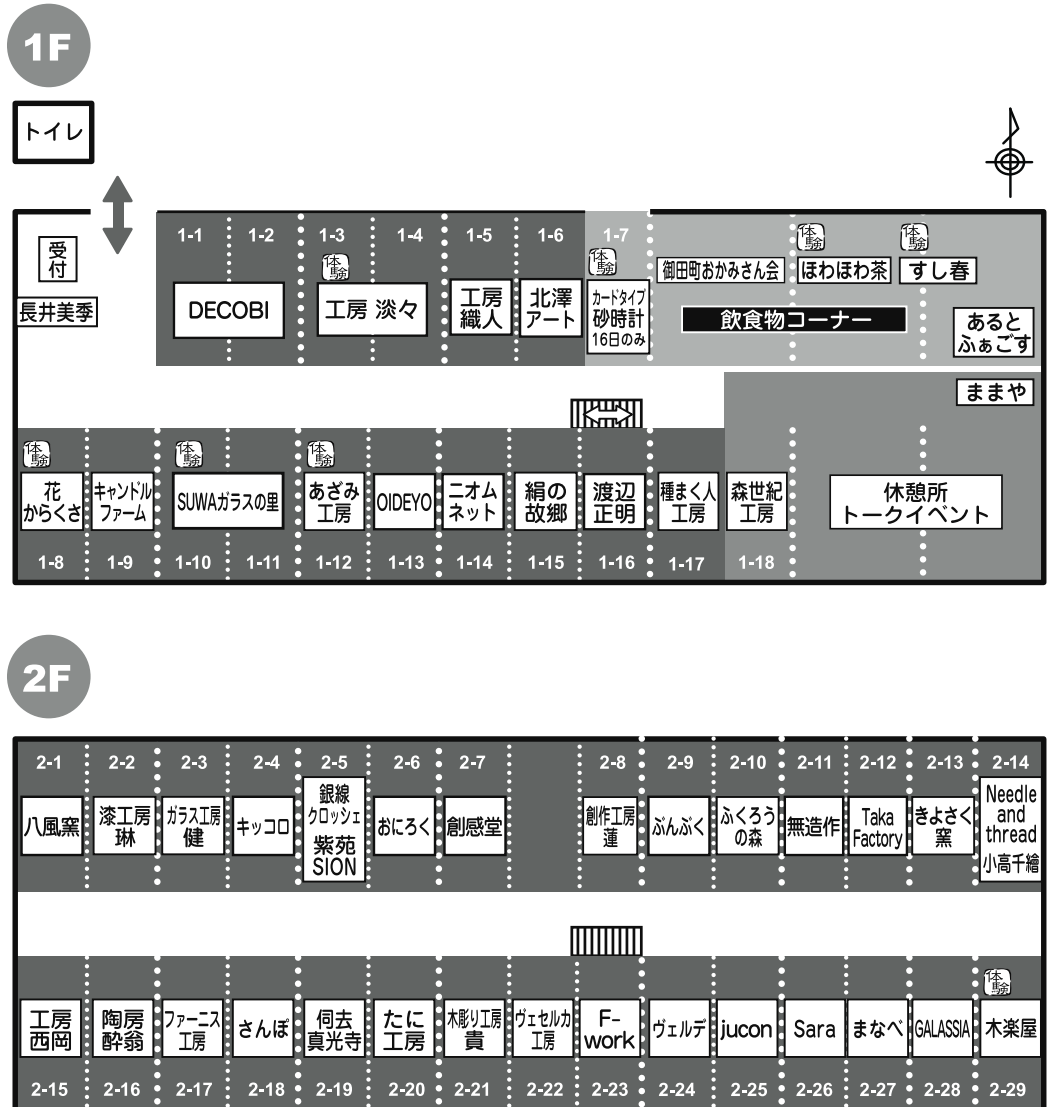 1F
トイレ
受付
長井美季
1-1
1-2
1-3
1-4
1-5
1-6
1-7
体験
体験
体験
体験
DECOBI
工房 淡々
工房
織人
北澤
アート
カードタイプ
砂時計
16日のみ
御田町おかみさん会
ほわほわ茶
すし春
飲食物コーナー
あると
ふぁごす
ままや
体験
体験
体験
花
からくさ
キャンドル
ファーム
SUWAガラスの里
あざみ
工房
OIDEYO
ニオム
ネット
絹の
故郷
渡辺
正明
種まく人
工房
森世紀
工房
休憩所
トークイベント
1-8
1-9
1-10
1-11
1-12
1-13
1-14
1-15
1-16
1-17
1-18
2F
2-1
2-2
2-3
2-4
2-5
2-6
2-7
2-8
2-9
2-10
2-11
2-12
2-13
2-14
八風窯
漆工房
琳
ガラス工房
健
キッコロ
銀線
クロッシェ
紫苑
SION
おにろく
創感堂
創作工房
蓮
ぶんぶく
ふくろう
の森
無造作
Taka
Factory
きよさく
窯
Needle
and
thread
小高千繪
体験
工房
西岡
陶房
酔翁
ファーニス
工房
さんぽ
伺去
真光寺
たに
工房
木彫り工房
貴
ヴェセルカ
工房
F-
work
ヴェルデ
jucon
Sara
まなべ
GALASSIA
木楽屋
2-15
2-16
2-17
2-18
2-19
2-20
2-21
2-22
2-23
2-24
2-25
2-26
2-27
2-28
2-29